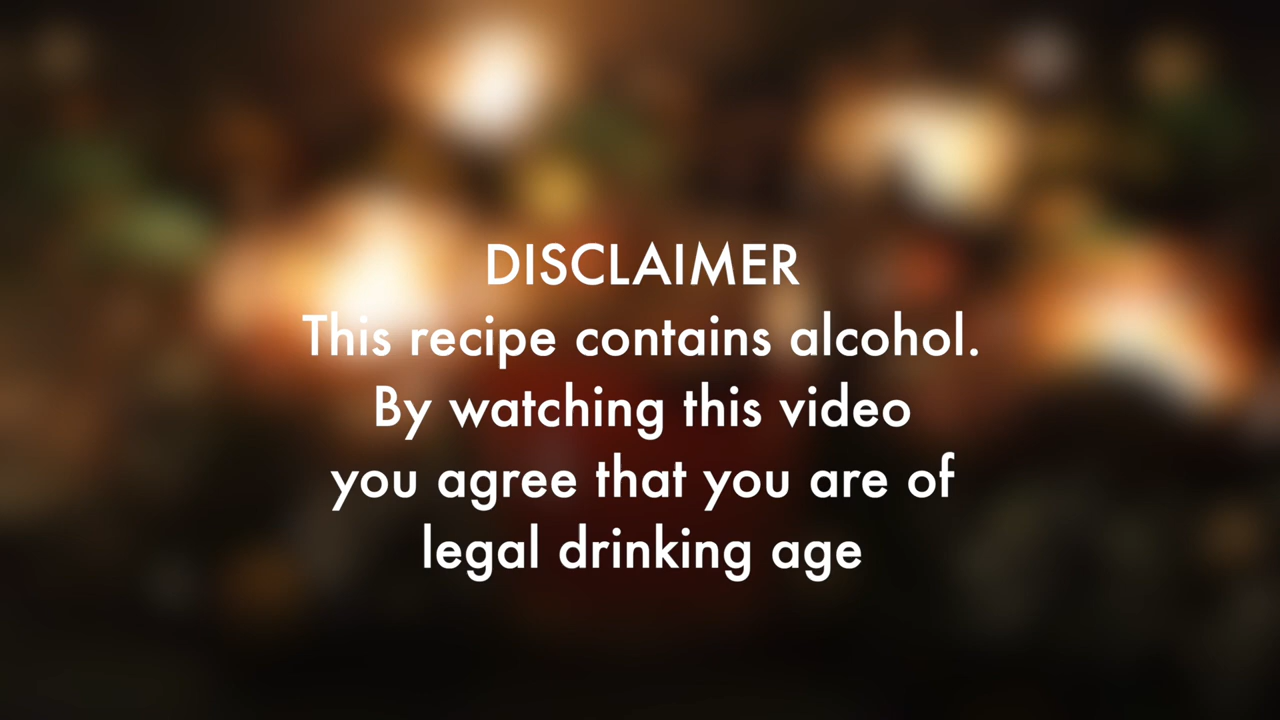 DISCLAIMER
This recipe contains alcohol.
By watching this video
you agree that you are of
legal drinking age